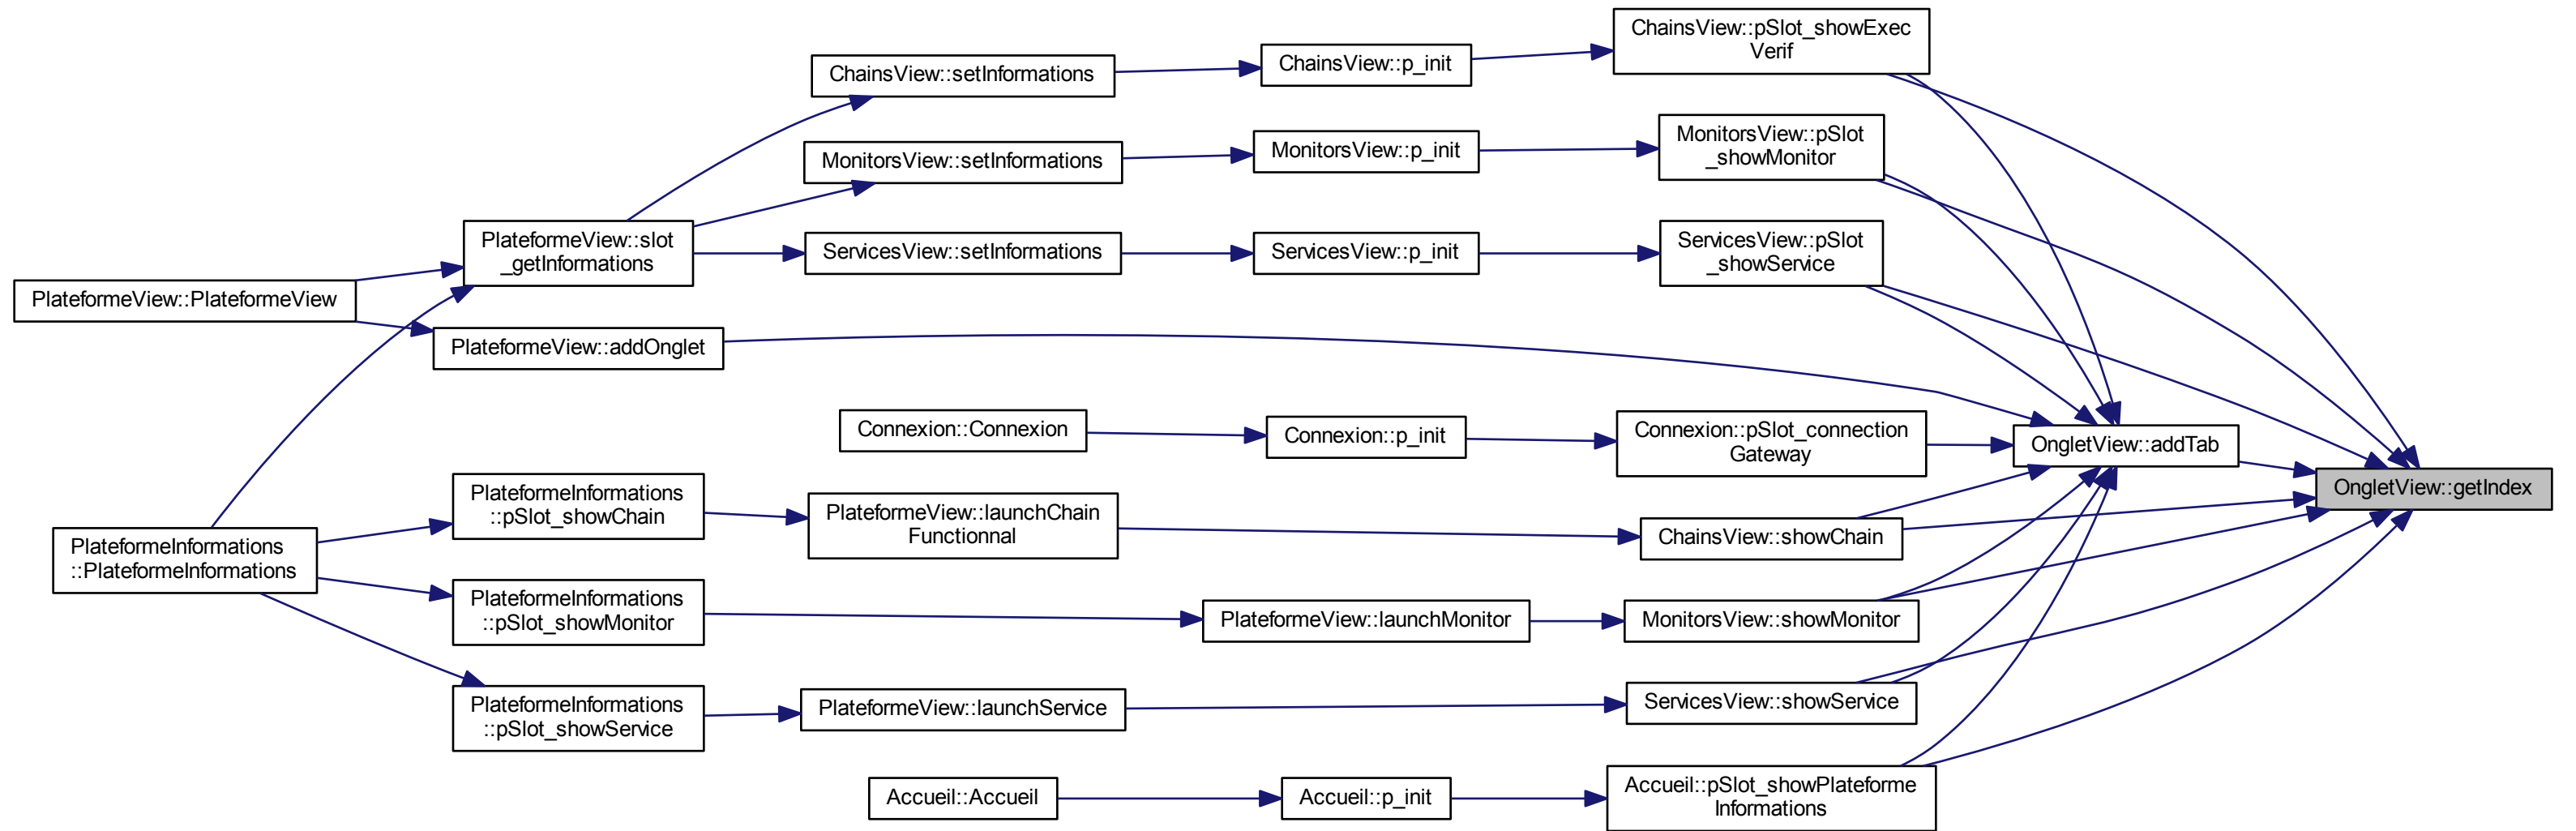 ChainsView::pSlot_showExec
Verif
ChainsView::p_init
ChainsView::setInformations
MonitorsView::pSlot
_showMonitor
MonitorsView::p_init
MonitorsView::setInformations
ServicesView::pSlot
_showService
ServicesView::p_init
ServicesView::setInformations
PlateformeView::slot
_getInformations
PlateformeView::PlateformeView
PlateformeView::addOnglet
Connexion::Connexion
Connexion::p_init
Connexion::pSlot_connection
Gateway
OngletView::addTab
OngletView::getIndex
PlateformeInformations
::pSlot_showChain
PlateformeView::launchChain
Functionnal
ChainsView::showChain
PlateformeInformations
::PlateformeInformations
PlateformeInformations
::pSlot_showMonitor
PlateformeView::launchMonitor
MonitorsView::showMonitor
PlateformeInformations
::pSlot_showService
PlateformeView::launchService
ServicesView::showService
Accueil::Accueil
Accueil::p_init
Accueil::pSlot_showPlateforme
Informations